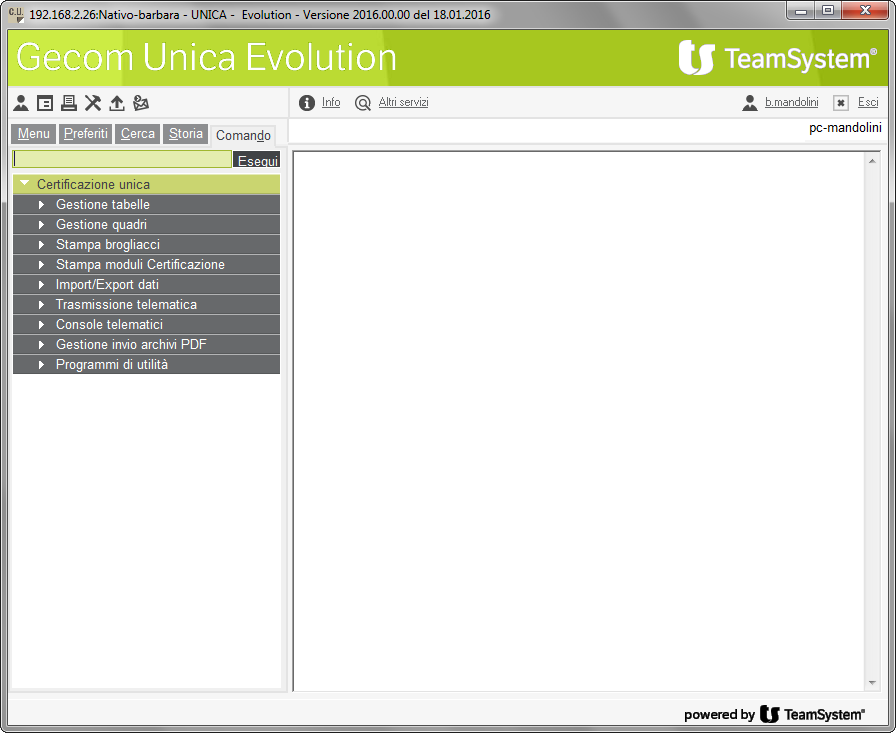 C.U. 192.168.2.26:Nativo-barbara - UNICA - Evolution - Versione 2016.00.00 del 18.01.2016
Gecom Unica Evolution
TeamSystem®
Info Altri servizi b.mandolini Esci
Menu Preferiti Cerca Storia Comando
pc-mandolini
Esegui
Certificazione unica
Gestione tabelle
Gestione quadri
Stampa brogliacci
Stampa moduli Certificazione
Import/Export dati
Trasmissione telematica
Console telematici
Gestione invio archivi PDF
Programmi di utilità
powered by TeamSystem®